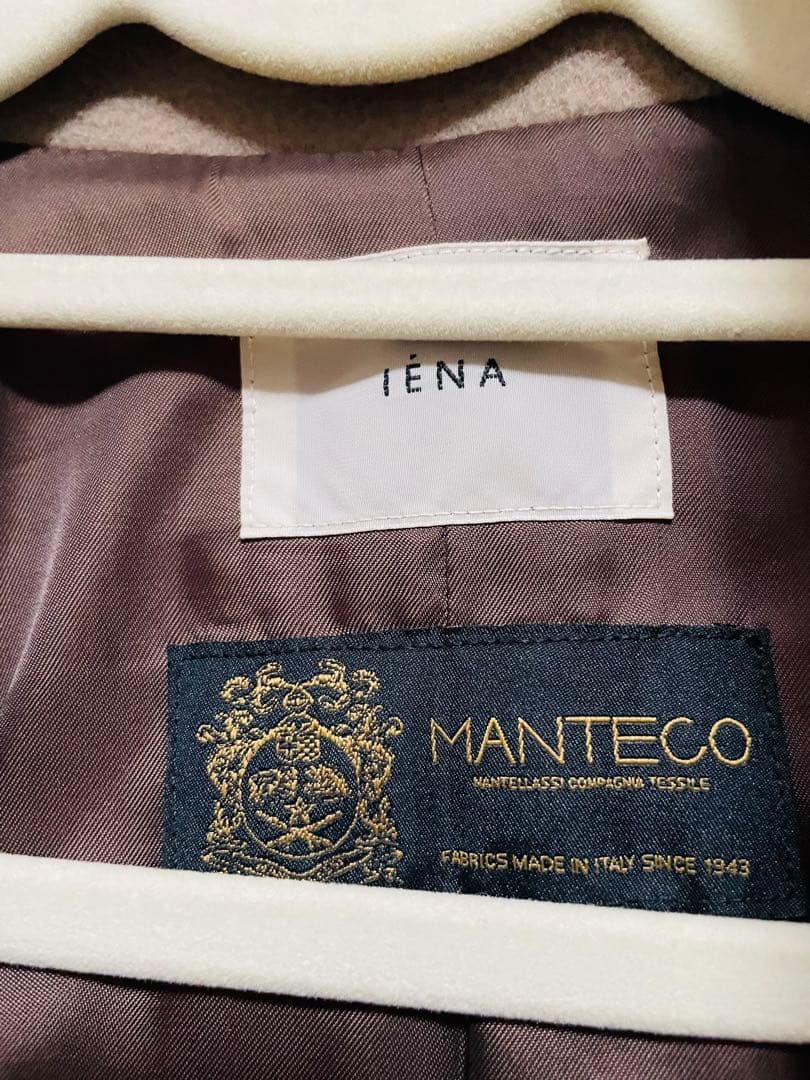 IÉNA
MANTECO
MANTELLASSI COMPAGNIA TESSILE
FABRICS MADE IN ITALY SINCE 1943